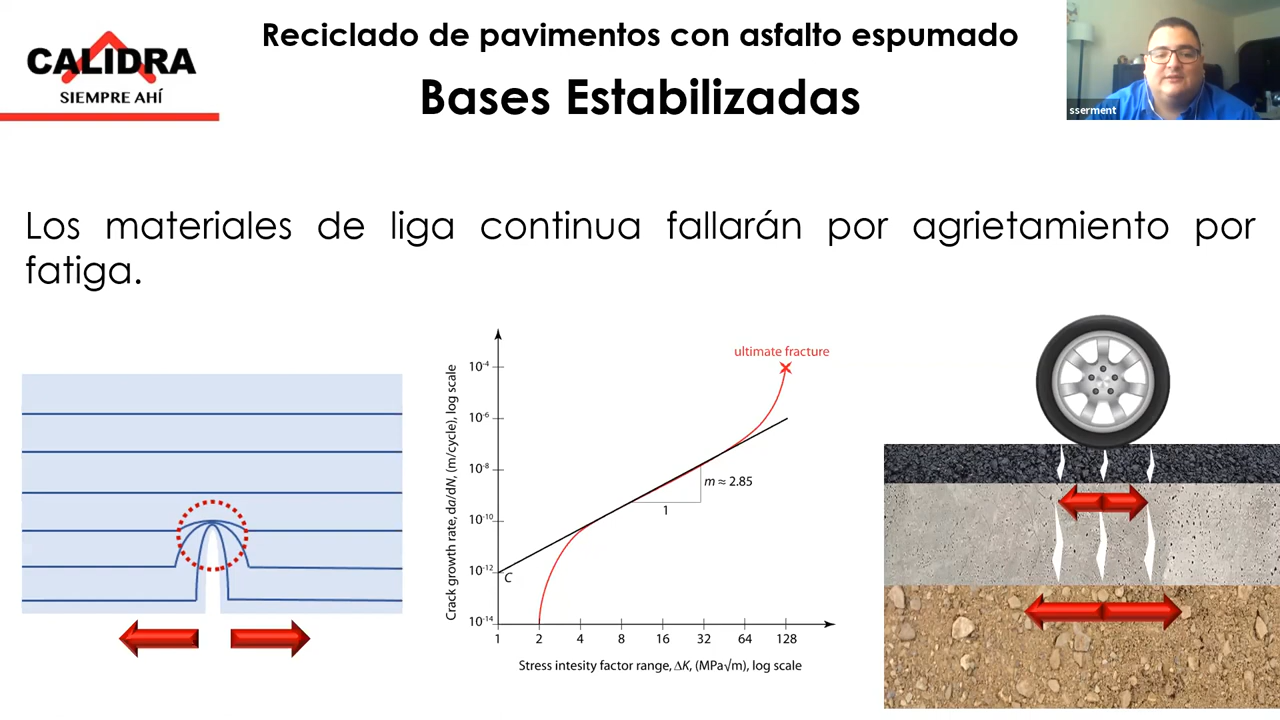 CALIDRA
SIEMPRE AHÍ
Reciclado de pavimentos con asfalto espumado
Bases Estabilizadas
sserment
Los materiales de liga continua fallarán por agrietamiento por
fatiga.
Crack growth rate, da/dN, (m/cycle), log scale
10⁻⁴
10⁻⁶
10⁻⁸
10⁻¹⁰
10⁻¹²
10⁻¹⁴
ultimate fracture
m ≈ 2.85
1
C
1 2 4 8 16 32 64 128
Stress intesity factor range, ΔK, (MPa√m), log scale